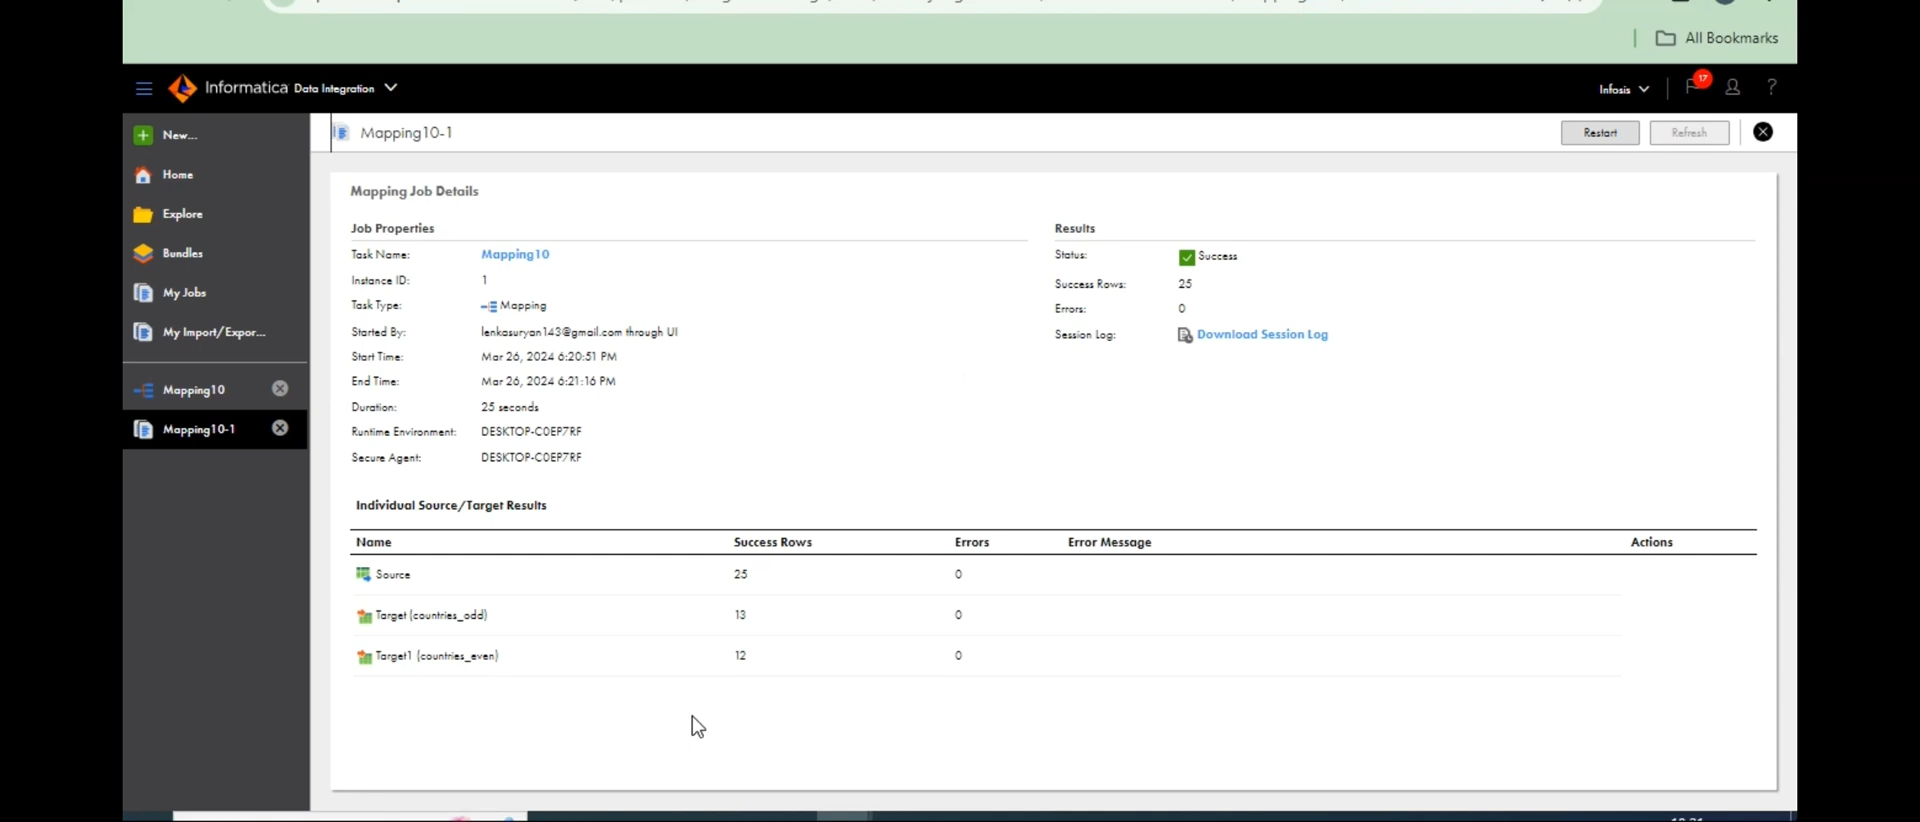 All Bookmarks
Informatica Data Integration
Infosis
17
?
New...
Mapping10-1
Restart
Refresh
Home
Explore
Bundles
My Jobs
My Import/Expor...
Mapping10
Mapping10-1
Mapping Job Details
Job Properties
Task Name: Mapping10
Instance ID: 1
Task Type: Mapping
Started By: lenkasuryan143@gmail.com through UI
Start Time: Mar 26, 2024 6:20:51 PM
End Time: Mar 26, 2024 6:21:16 PM
Duration: 25 seconds
Runtime Environment: DESKTOP-C0EP7RF
Secure Agent: DESKTOP-C0EP7RF
Results
Status: Success
Success Rows: 25
Errors: 0
Session Log: Download Session Log
Individual Source/Target Results
Name Success Rows Errors Error Message Actions
Source 25 0
Target (countries_odd) 13 0
Target1 (countries_even) 12 0